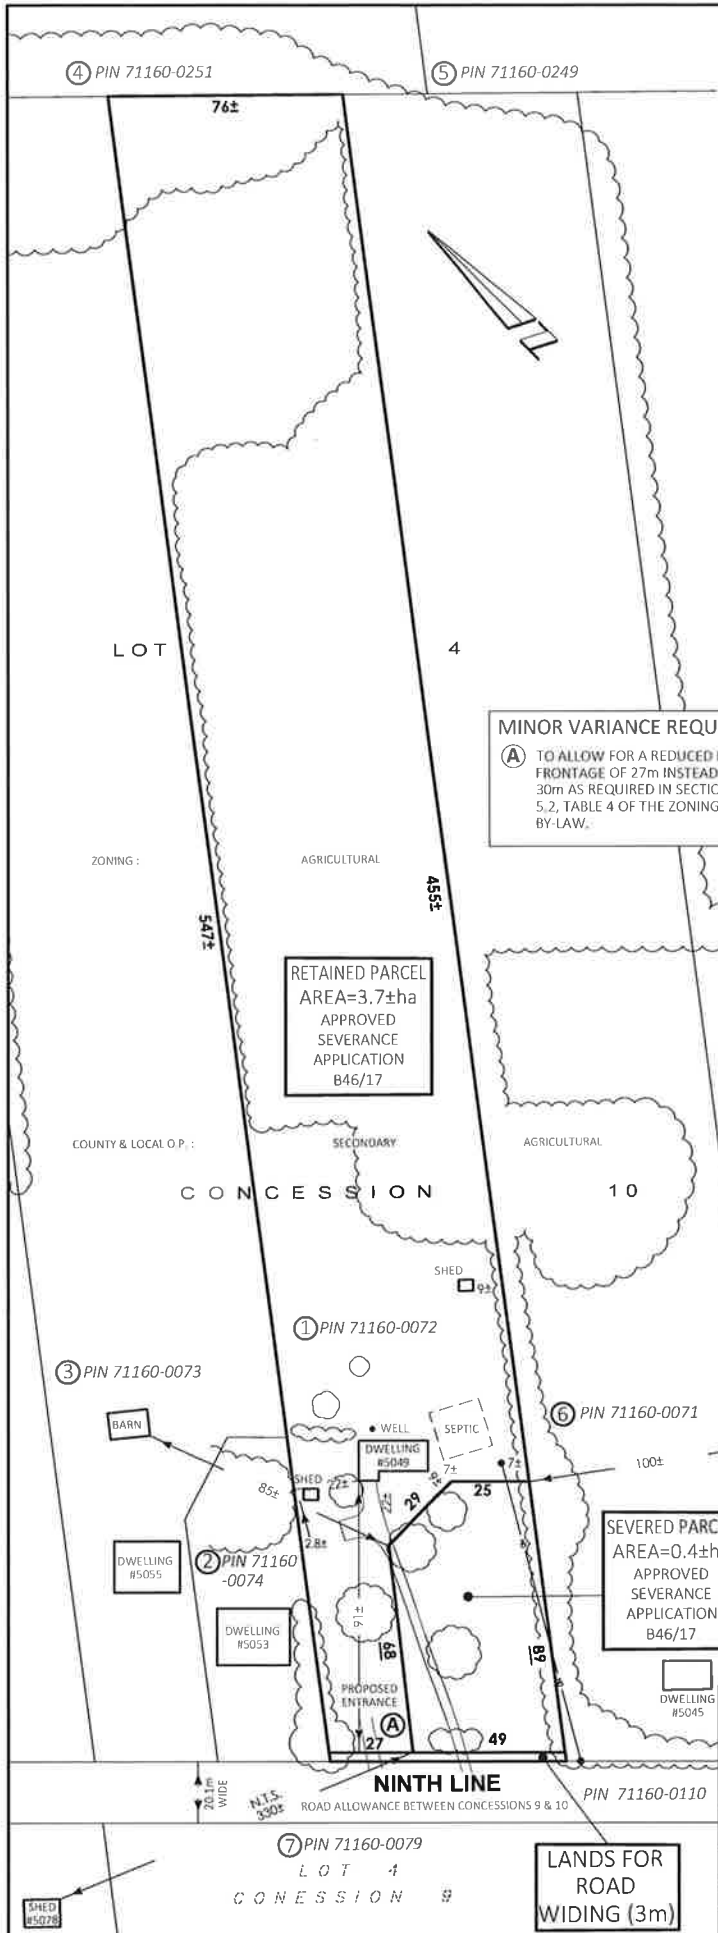 ④ PIN 71160-0251
⑤ PIN 71160-0249
76±
LOT 4
MINOR VARIANCE REQU
Ⓐ TO ALLOW FOR A REDUCED
FRONTAGE OF 27m INSTEAD
30m AS REQUIRED IN SECTIO
5.2, TABLE 4 OF THE ZONING
BY-LAW.
ZONING : AGRICULTURAL
455±
547±
RETAINED PARCEL
AREA=3.7±ha
APPROVED
SEVERANCE
APPLICATION
B46/17
COUNTY & LOCAL O.P. : SECONDARY AGRICULTURAL
CONCESSION 10
SHED
9±
① PIN 71160-0072
③ PIN 71160-0073
⑥ PIN 71160-0071
BARN
WELL
SEPTIC
DWELLING
#5049
7±
7±
100±
85±
SHED
22±
22±
29
25
2.8±
SEVERED PARC
AREA=0.4±h
APPROVED
SEVERANCE
APPLICATION
B46/17
DWELLING
#5055
② PIN 71160
-0074
DWELLING
#5053
91±
68
89
DWELLING
#5045
PROPOSED
ENTRANCE
Ⓐ
27
49
NINTH LINE
20.1m
WIDE
N.T.S.
330±
ROAD ALLOWANCE BETWEEN CONCESSIONS 9 & 10
PIN 71160-0110
⑦ PIN 71160-0079
LOT 4
CONESSION 9
SHED
#5078
LANDS FOR
ROAD
WIDING (3m)